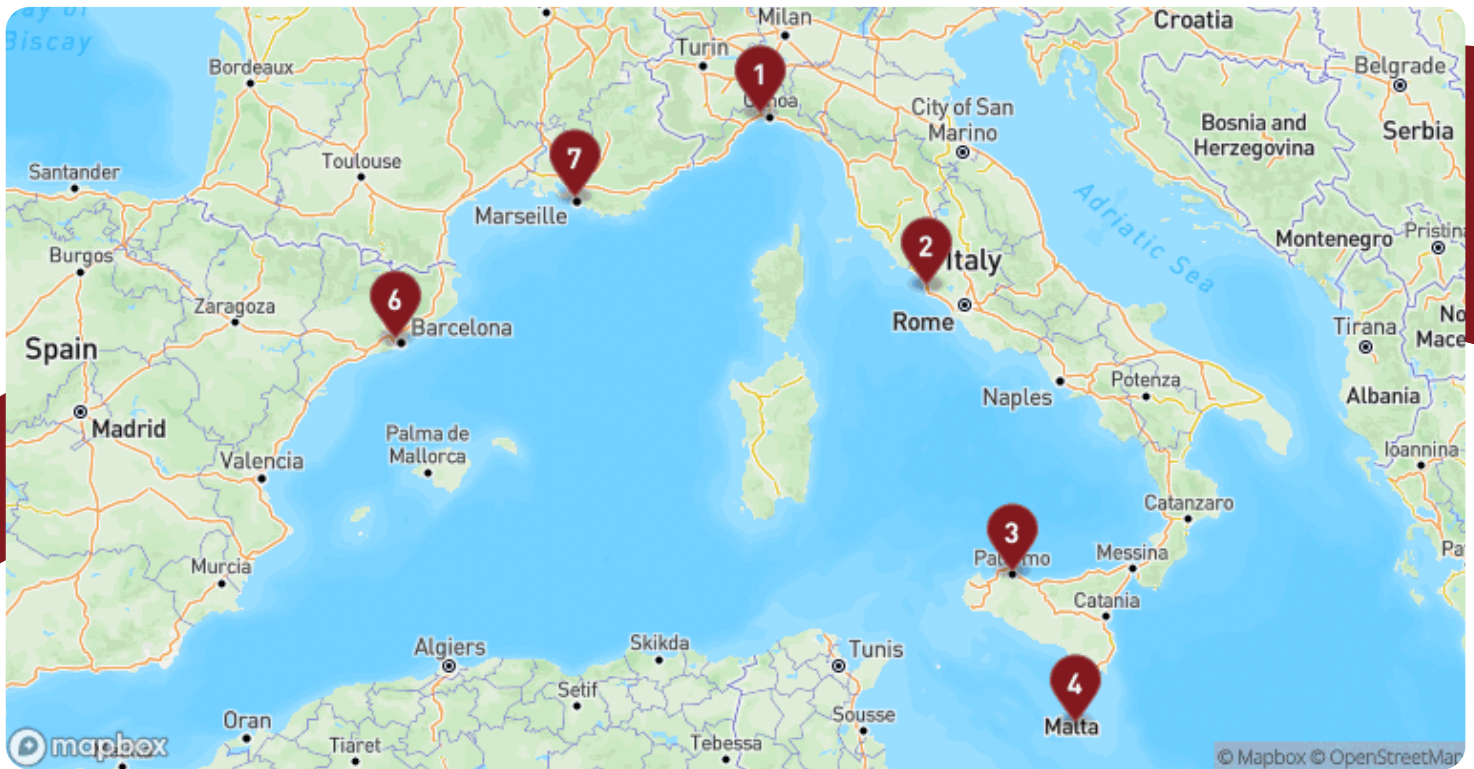 Biscay
Milan
Croatia
Turin
Bordeaux
Belgrade
1
City of San
Marino
Bosnia and
Herzegovina
Serbia
7
Toulouse
Santander
Marseille
Adriatic Sea
Montenegro
Burgos
2
Italy
6
Zaragoza
Barcelona
Rome
Tirana
Spain
Naples
Potenza
Albania
Madrid
Palma de
Mallorca
Valencia
Ioannina
Catanzaro
3
Messina
Murcia
Catania
Algiers
Skikda
Tunis
4
Setif
Malta
Sousse
Oran
Tiaret
Tebessa
mapbox
© Mapbox © OpenStreetMap